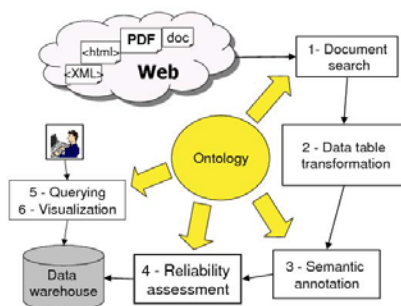 PDF
doc
<html>
<XML>
Web
1- Document
search
Ontology
2 - Data table
transformation
5 - Querying
6 - Visualization
Data
warehouse
4 - Reliability
assessment
3 - Semantic
annotation